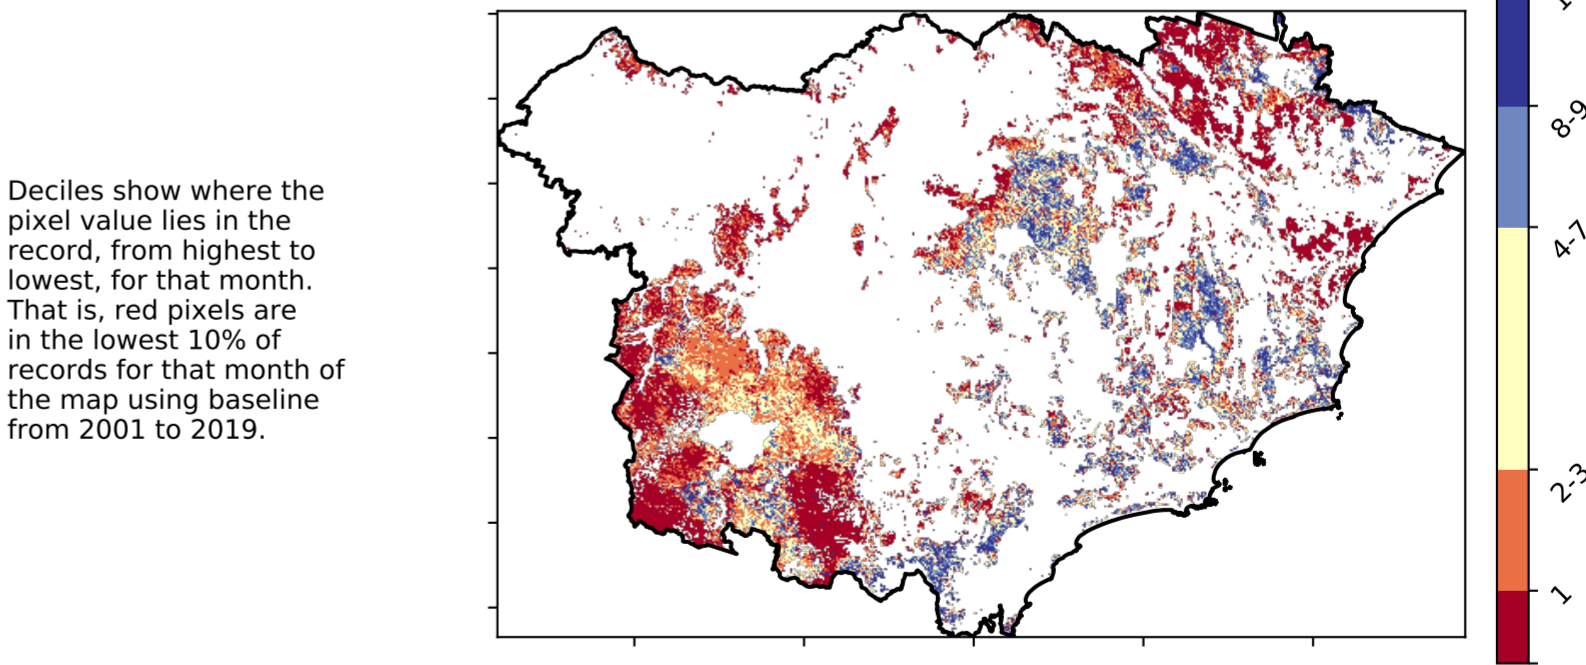 Deciles show where the
pixel value lies in the
record, from highest to
lowest, for that month.
That is, red pixels are
in the lowest 10% of
records for that month of
the map using baseline
from 2001 to 2019.
8-9
4-7
2-3
1